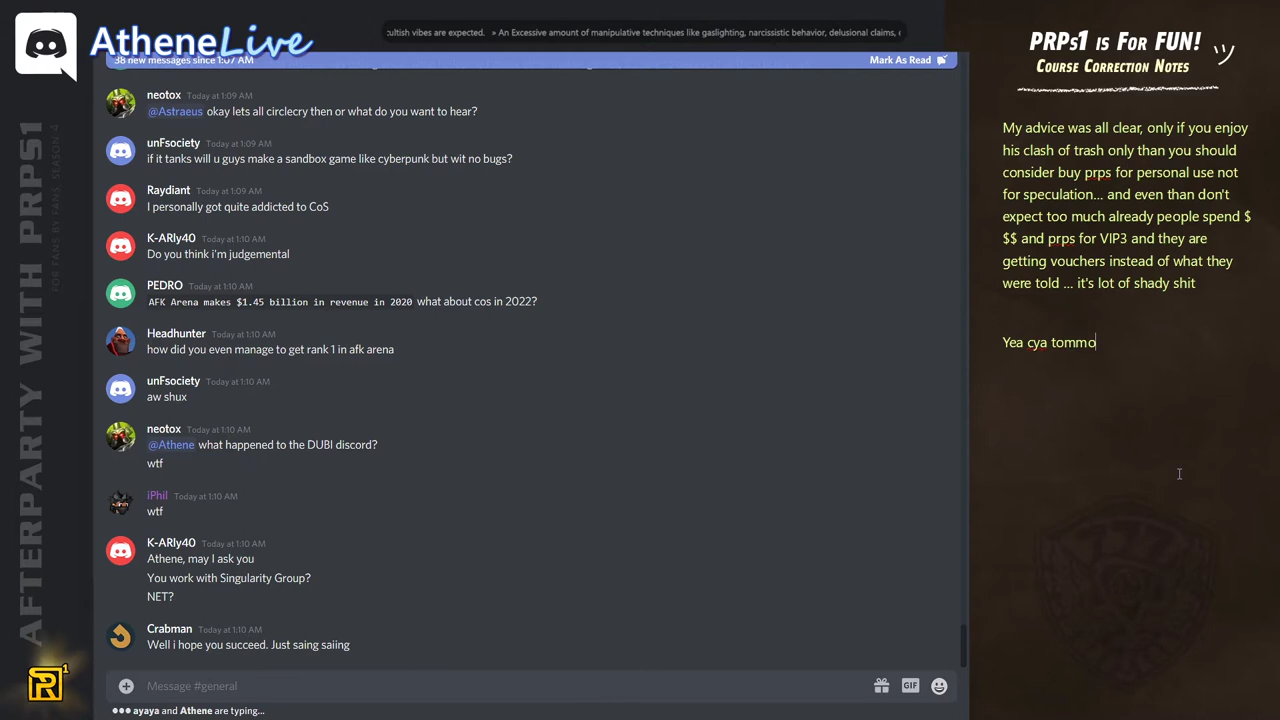 AtheneLive
cultish vibes are expected. » An Excessive amount of manipulative techniques like gaslighting, narcissistic behavior, delusional claims,
38 new messages since 1:07 AM
Mark As Read
neotox Today at 1:09 AM
@Astraeus okay lets all circlecry then or what do you want to hear?
unFsociety Today at 1:09 AM
if it tanks will u guys make a sandbox game like cyberpunk but wit no bugs?
Raydiant Today at 1:09 AM
I personally got quite addicted to CoS
K-ARly40 Today at 1:10 AM
Do you think i'm judgemental
PEDRO Today at 1:10 AM
AFK Arena makes $1.45 billion in revenue in 2020 what about cos in 2022?
Headhunter Today at 1:10 AM
how did you even manage to get rank 1 in afk arena
unFsociety Today at 1:10 AM
aw shux
neotox Today at 1:10 AM
@Athene what happened to the DUBI discord?
wtf
iPhil Today at 1:10 AM
wtf
K-ARly40 Today at 1:10 AM
Athene, may I ask you
You work with Singularity Group?
NET?
Crabman Today at 1:10 AM
Well i hope you succeed. Just saing saiing
Message #general
GIF
ayaya and Athene are typing...
AFTERPARTY WITH PRPS1
FOR FANS BY FANS, SEASON 4
R1
PRPs1 is For FUN!
Course Correction Notes
ツ
My advice was all clear, only if you enjoy
his clash of trash only than you should
consider buy prps for personal use not
for speculation... and even than don't
expect too much already people spend $
$$ and prps for VIP3 and they are
getting vouchers instead of what they
were told ... it's lot of shady shit
Yea cya tommo